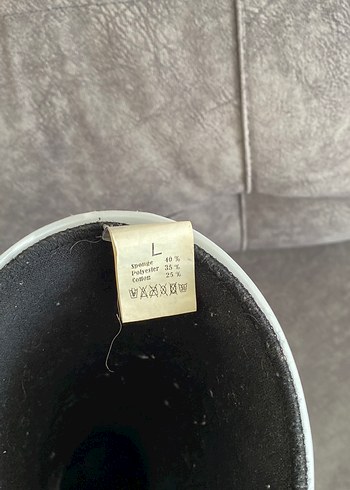 L
Sponge 40 %
Polyester 35 %
Cotton 25 %